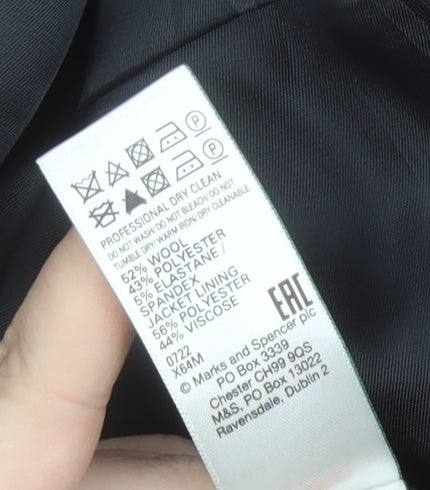 P
P
PROFESSIONAL DRY CLEAN
DO NOT WASH/DO NOT BLEACH/DO NOT
TUMBLE DRY/WARM IRON/DRY CLEANABLE
52% WOOL
43% POLYESTER
5% ELASTANE/
SPANDEX
JACKET LINING
56% POLYESTER
44% VISCOSE
0722
X64M
EAC
© Marks and Spencer plc
PO Box 3339
Chester CH99 9QS
M&S, PO Box 13022
Ravensdale, Dublin 2